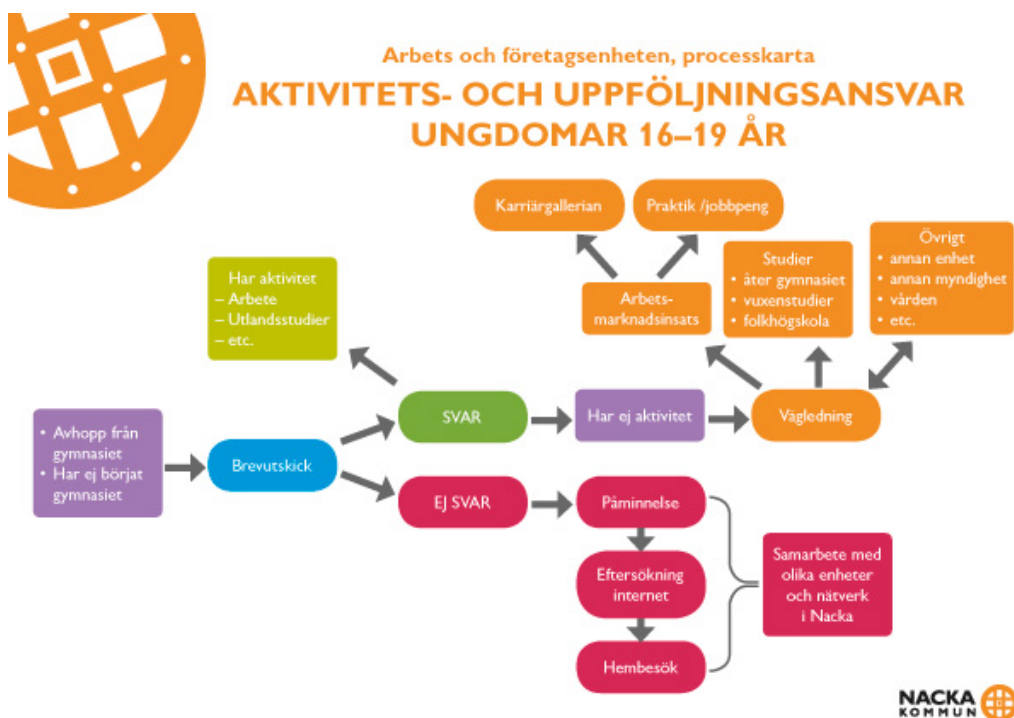 Arbets och företagsenheten, processkarta
AKTIVITETS- OCH UPPFÖLJNINGSANSVAR
UNGDOMAR 16–19 ÅR
Karriärgallerian
Praktik /jobbpeng
Har aktivitet
– Arbete
– Utlandsstudier
– etc.
Arbets-
marknadsinsats
Studier
• åter gymnasiet
• vuxenstudier
• folkhögskola
Övrigt
• annan enhet
• annan myndighet
• vården
• etc.
• Avhopp från
gymnasiet
• Har ej börjat
gymnasiet
Brevutskick
SVAR
Har ej aktivitet
Vägledning
EJ SVAR
Påminnelse
Eftersökning
internet
Hembesök
Samarbete med
olika enheter
och nätverk
i Nacka
NACKA
KOMMUN